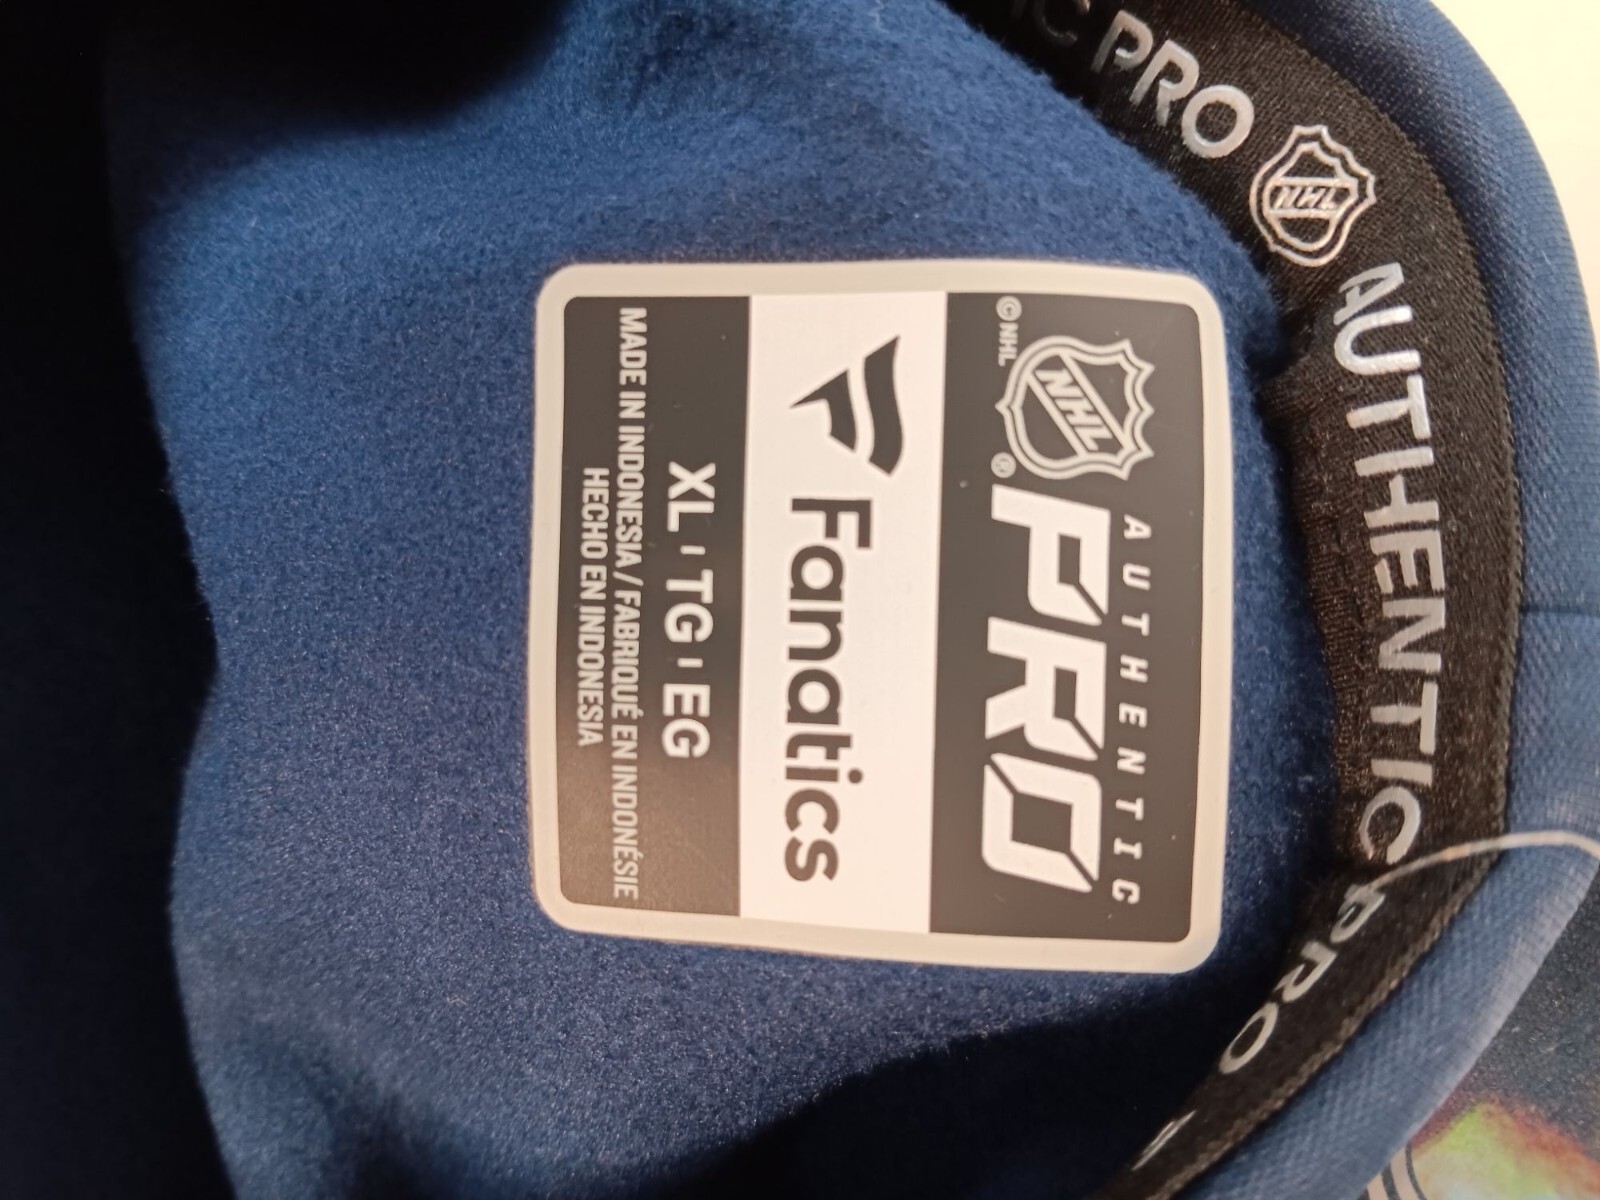 IC PRO
NHL
AUTHENTIC PRO
© NHL
NHL
®
AUTHENTIC
PRO
Fanatics
XL | TG | EG
MADE IN INDONESIA / FABRIQUÉ EN INDONÉSIE
HECHO EN INDONESIA